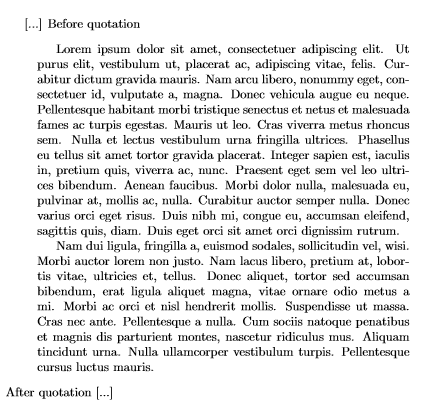 [...] Before quotation
Lorem ipsum dolor sit amet, consectetuer adipiscing elit. Ut
purus elit, vestibulum ut, placerat ac, adipiscing vitae, felis. Cur-
abitur dictum gravida mauris. Nam arcu libero, nonummy eget, con-
sectetuer id, vulputate a, magna. Donec vehicula augue eu neque.
Pellentesque habitant morbi tristique senectus et netus et malesuada
fames ac turpis egestas. Mauris ut leo. Cras viverra metus rhoncus
sem. Nulla et lectus vestibulum urna fringilla ultrices. Phasellus
eu tellus sit amet tortor gravida placerat. Integer sapien est, iaculis
in, pretium quis, viverra ac, nunc. Praesent eget sem vel leo ultri-
ces bibendum. Aenean faucibus. Morbi dolor nulla, malesuada eu,
pulvinar at, mollis ac, nulla. Curabitur auctor semper nulla. Donec
varius orci eget risus. Duis nibh mi, congue eu, accumsan eleifend,
sagittis quis, diam. Duis eget orci sit amet orci dignissim rutrum.
Nam dui ligula, fringilla a, euismod sodales, sollicitudin vel, wisi.
Morbi auctor lorem non justo. Nam lacus libero, pretium at, lobor-
tis vitae, ultricies et, tellus. Donec aliquet, tortor sed accumsan
bibendum, erat ligula aliquet magna, vitae ornare odio metus a
mi. Morbi ac orci et nisl hendrerit mollis. Suspendisse ut massa.
Cras nec ante. Pellentesque a nulla. Cum sociis natoque penatibus
et magnis dis parturient montes, nascetur ridiculus mus. Aliquam
tincidunt urna. Nulla ullamcorper vestibulum turpis. Pellentesque
cursus luctus mauris.
After quotation [...]